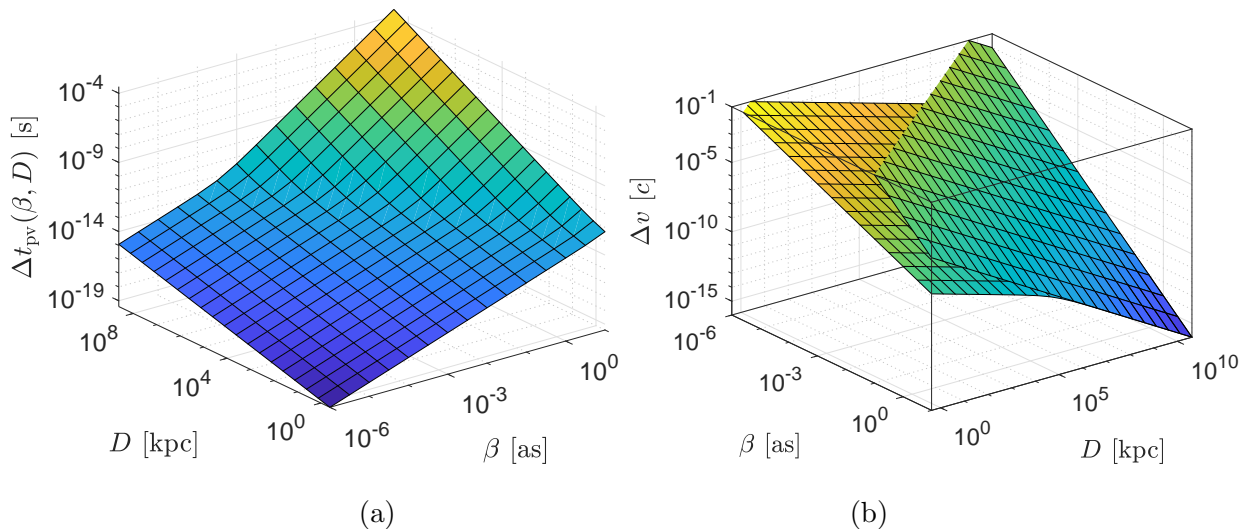 10^-4
10^-9
10^-14
10^-19
Δt_pv(β, D) [s]
10^8
10^4
10^0
D [kpc]
10^-6
10^-3
10^0
β [as]
(a)
10^-1
10^-5
10^-10
10^-15
Δv [c]
10^-6
10^-3
10^0
β [as]
10^0
10^5
10^10
D [kpc]
(b)